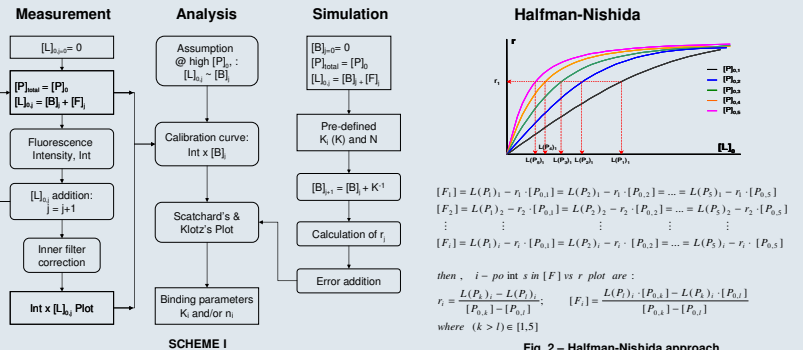 Measurement
[L]0,j=0 = 0
[P]total = [P]0
[L]0,j = [B]j + [F]j
Fluorescence
Intensity, Int
[L]0,j addition:
j = j+1
Inner filter
correction
Int x [L]0,j Plot
Analysis
Assumption
@ high [P]0, :
[L]0,j ~ [B]j
Calibration curve:
Int x [B]j
Scatchard's &
Klotz's Plot
Binding parameters
Ki and/or ni
Simulation
[B]j=0 = 0
[P]total = [P]0
[L]0,j = [B]j + [F]j
Pre-defined
Ki (K) and N
[B]j+1 = [B]j + K-1
Calculation of rj
Error addition
SCHEME I
Halfman-Nishida
r
r1
[P]0,1
[P]0,2
[P]0,3
[P]0,4
[P]0,5
[L]0
L(P4)1
L(P5)1 L(P3)1 L(P2)1 L(P1)1
[F1] = L(P1)1 − r1 · [P0,1] = L(P2)1 − r1 · [P0,2] = ... = L(P5)1 − r1 · [P0,5]
[F2] = L(P1)2 − r2 · [P0,1] = L(P2)2 − r2 · [P0,2] = ... = L(P5)2 − r2 · [P0,5]
⋮ ⋮ ⋮ ⋮
[Fi] = L(P1)i − ri · [P0,1] = L(P2)i − ri · [P0,2] = ... = L(P5)i − ri · [P0,5]
then , i − po int s in [F] vs r plot are :
ri = L(Pk)i − L(Pl)i / [P0,k] − [P0,l] ; [Fi] = L(Pl)i · [P0,k] − L(Pk)i · [P0,l] / [P0,k] − [P0,l]
where (k > l) ∈ [1,5]
Fig. 2 – Halfman-Nishida approach